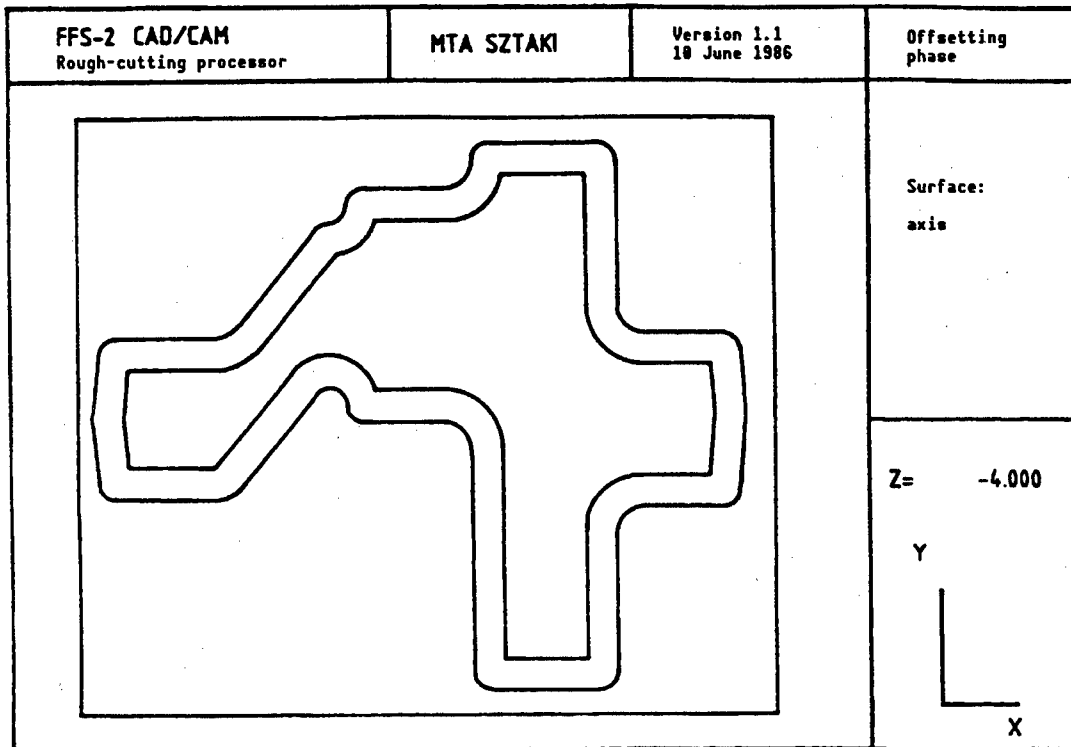 FFS-2 CAD/CAM
Rough-cutting processor
MTA SZTAKI
Version 1.1
10 June 1986
Offsetting
phase
Surface:
axis
Z= -4.000
Y
X